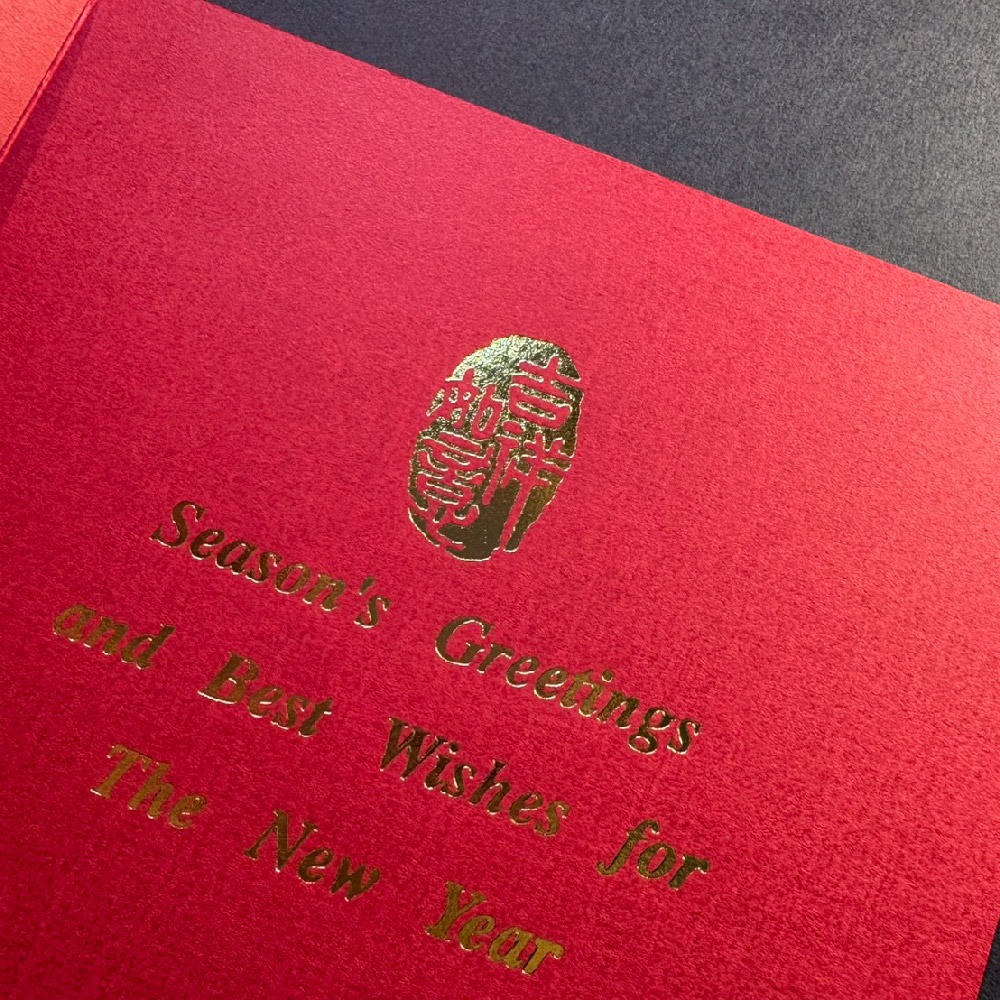 吉祥
如意
Season's Greetings
and Best Wishes for
The New Year